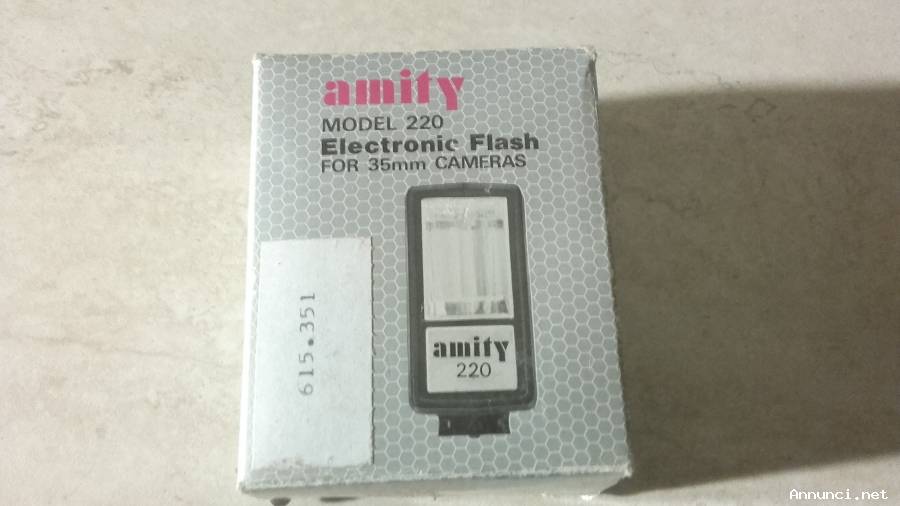 amity
MODEL 220
Electronic Flash
FOR 35mm CAMERAS
615.351
amity
220
Annunci.net